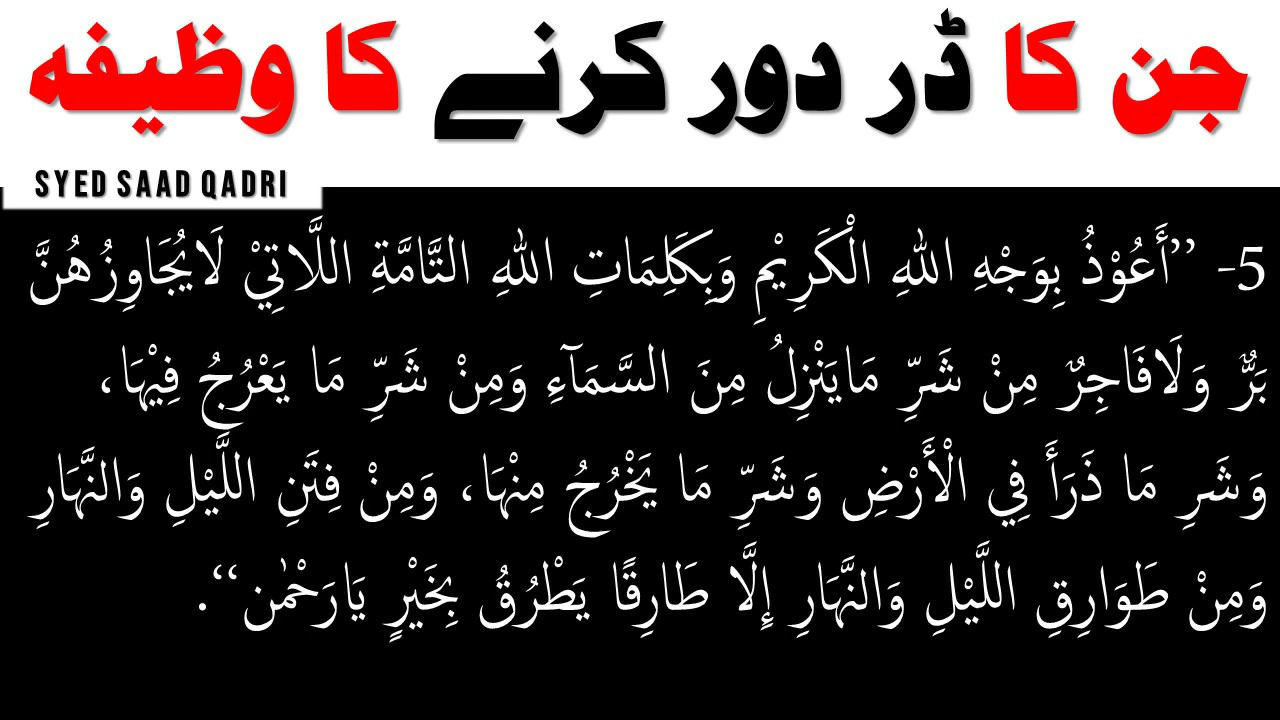 جن کا ڈر دور کرنے کا وظیفہ
SYED SAAD QADRI
5- ”أَعُوْذُ بِوَجْهِ اللهِ الْكَرِيْمِ وَبِكَلِمَاتِ اللهِ التَّامَّةِ اللَّاتِيْ لَايُجَاوِزُهُنَّ
بَرٌّ وَلَافَاجِرٌ مِنْ شَرِّ مَايَنْزِلُ مِنَ السَّمَآءِ وَمِنْ شَرِّ مَا يَعْرُجُ فِيْهَا،
وَشَرِ مَا ذَرَأَ فِي الْأَرْضِ وَشَرِّ مَا يَخْرُجُ مِنْهَا، وَمِنْ فِتَنِ اللَّيْلِ وَالنَّهَارِ
وَمِنْ طَوَارِقِ اللَّيْلِ وَالنَّهَارِ إِلَّا طَارِقًا يَطْرُقُ بِخَيْرٍ يَارَحْمٰن“.